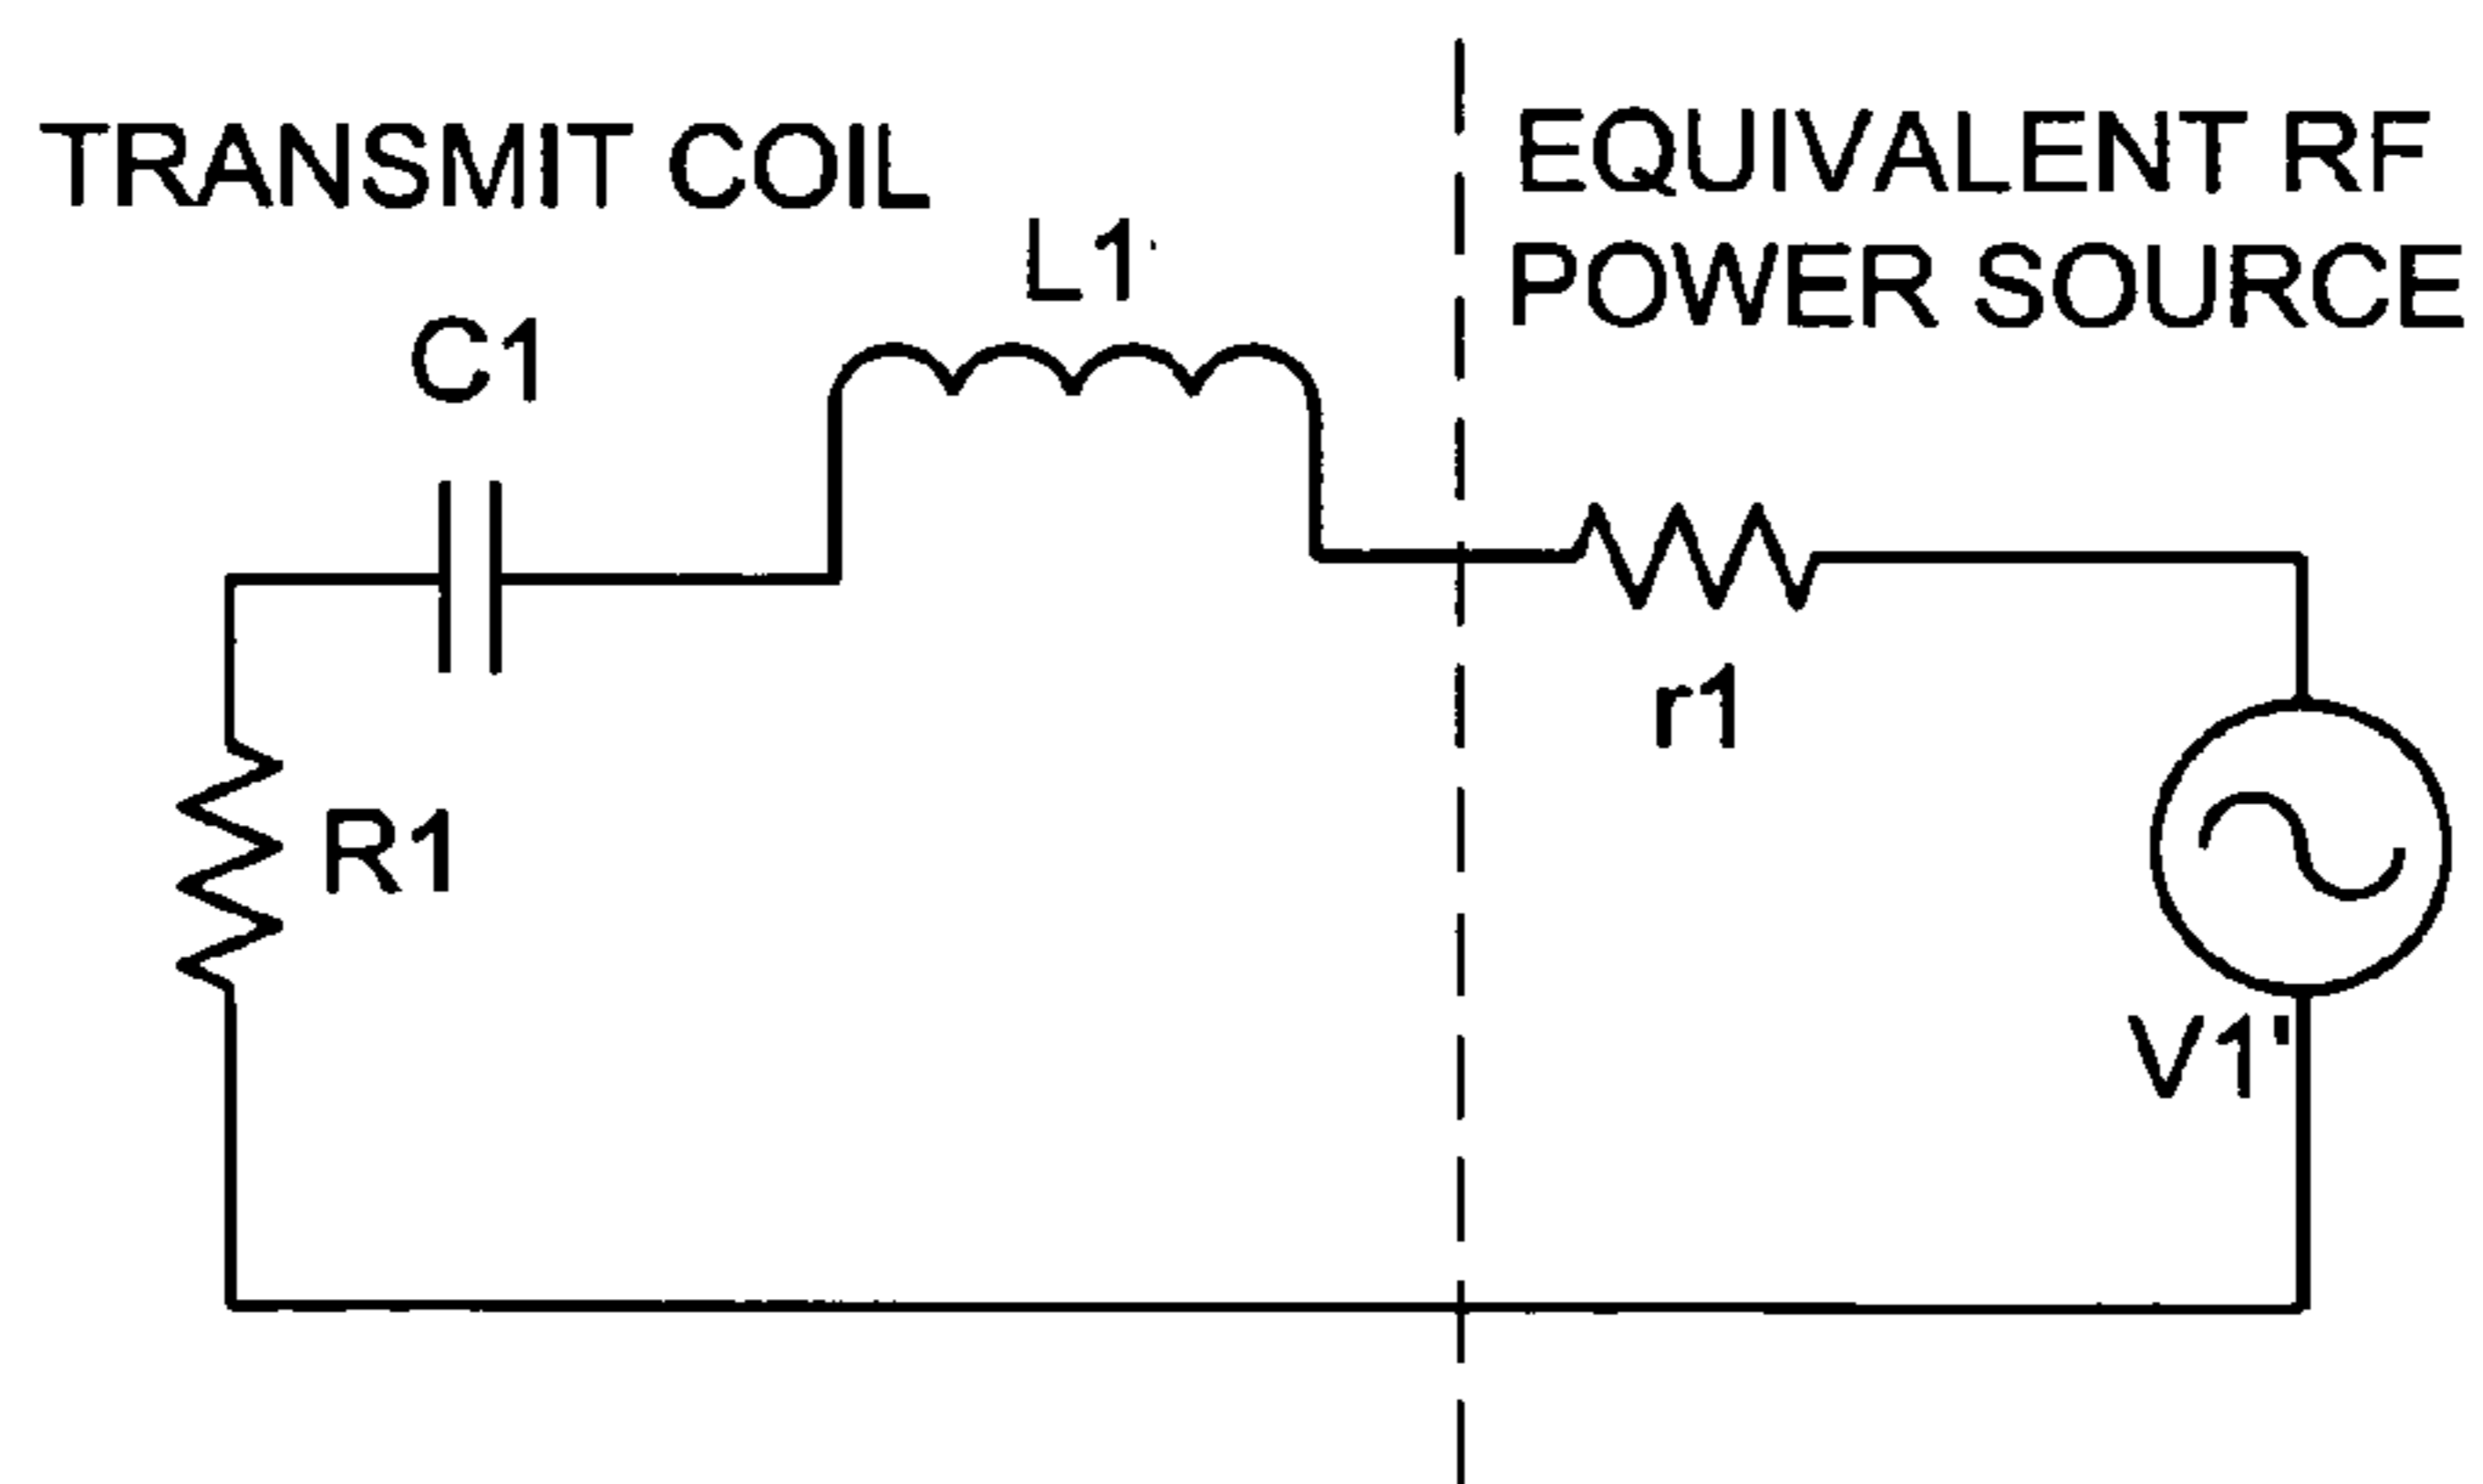 TRANSMIT COIL
EQUIVALENT RF
POWER SOURCE
L1
C1
r1
R1
V1'